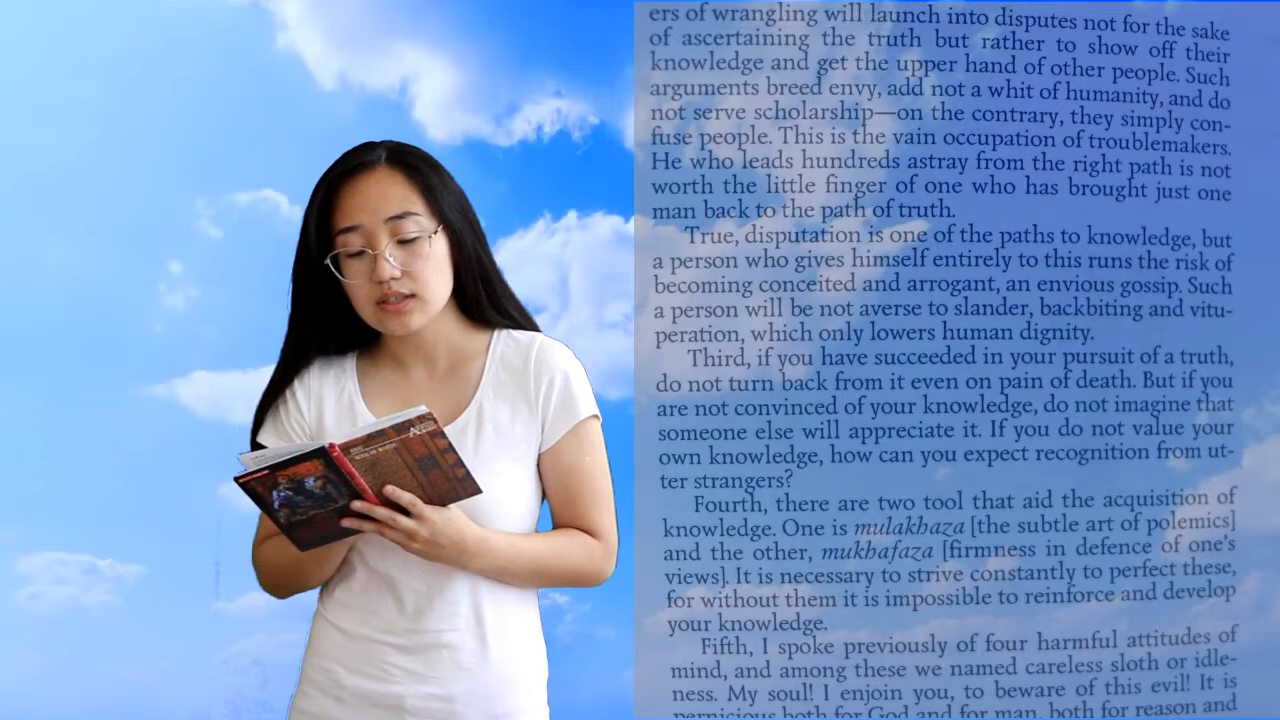 ers of wrangling will launch into disputes not for the sake
of ascertaining the truth but rather to show off their
knowledge and get the upper hand of other people. Such
arguments breed envy, add not a whit of humanity, and do
not serve scholarship—on the contrary, they simply con-
fuse people. This is the vain occupation of troublemakers.
He who leads hundreds astray from the right path is not
worth the little finger of one who has brought just one
man back to the path of truth.
True, disputation is one of the paths to knowledge, but
a person who gives himself entirely to this runs the risk of
becoming conceited and arrogant, an envious gossip. Such
a person will be not averse to slander, backbiting and vitu-
peration, which only lowers human dignity.
Third, if you have succeeded in your pursuit of a truth,
do not turn back from it even on pain of death. But if you
are not convinced of your knowledge, do not imagine that
someone else will appreciate it. If you do not value your
own knowledge, how can you expect recognition from ut-
ter strangers?
Fourth, there are two tool that aid the acquisition of
knowledge. One is mulakhaza [the subtle art of polemics]
and the other, mukhafaza [firmness in defence of one's
views]. It is necessary to strive constantly to perfect these,
for without them it is impossible to reinforce and develop
your knowledge.
Fifth, I spoke previously of four harmful attitudes of
mind, and among these we named careless sloth or idle-
ness. My soul! I enjoin you, to beware of this evil! It is
pernicious both for God and for man, both for reason and